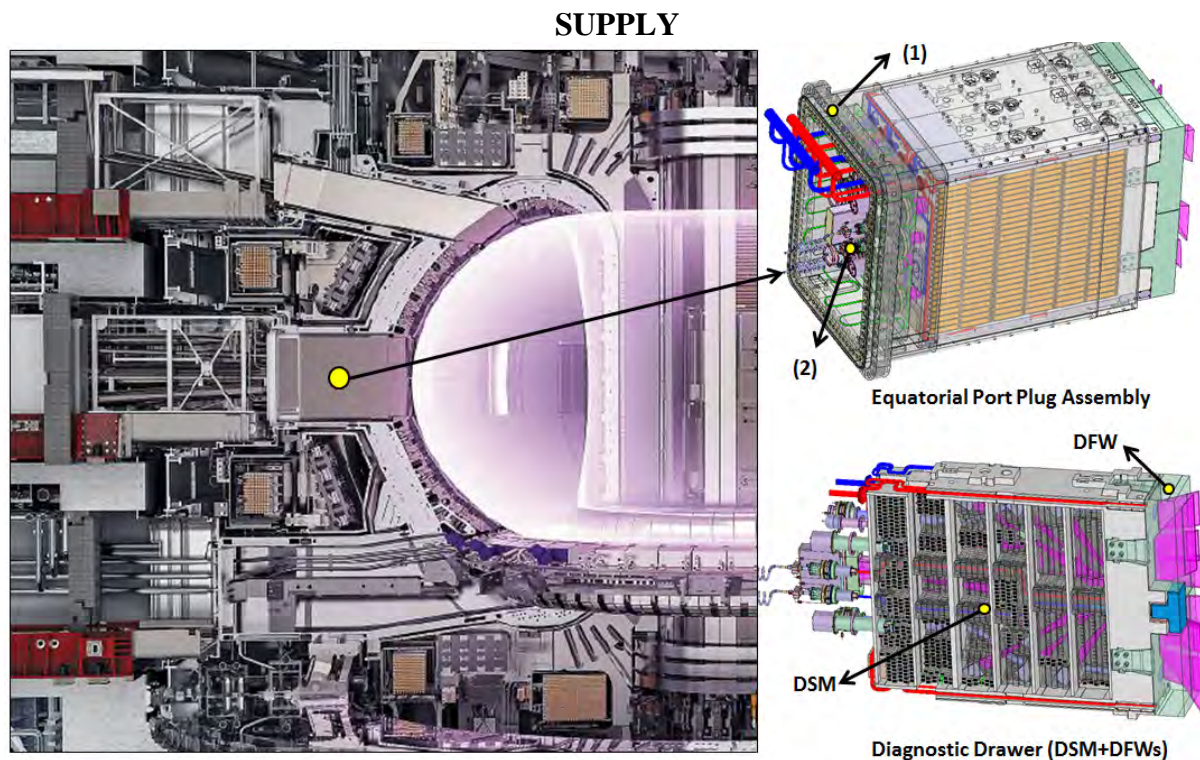 SUPPLY
(1)
(2)
Equatorial Port Plug Assembly
DFW
DSM
Diagnostic Drawer (DSM+DFWs)